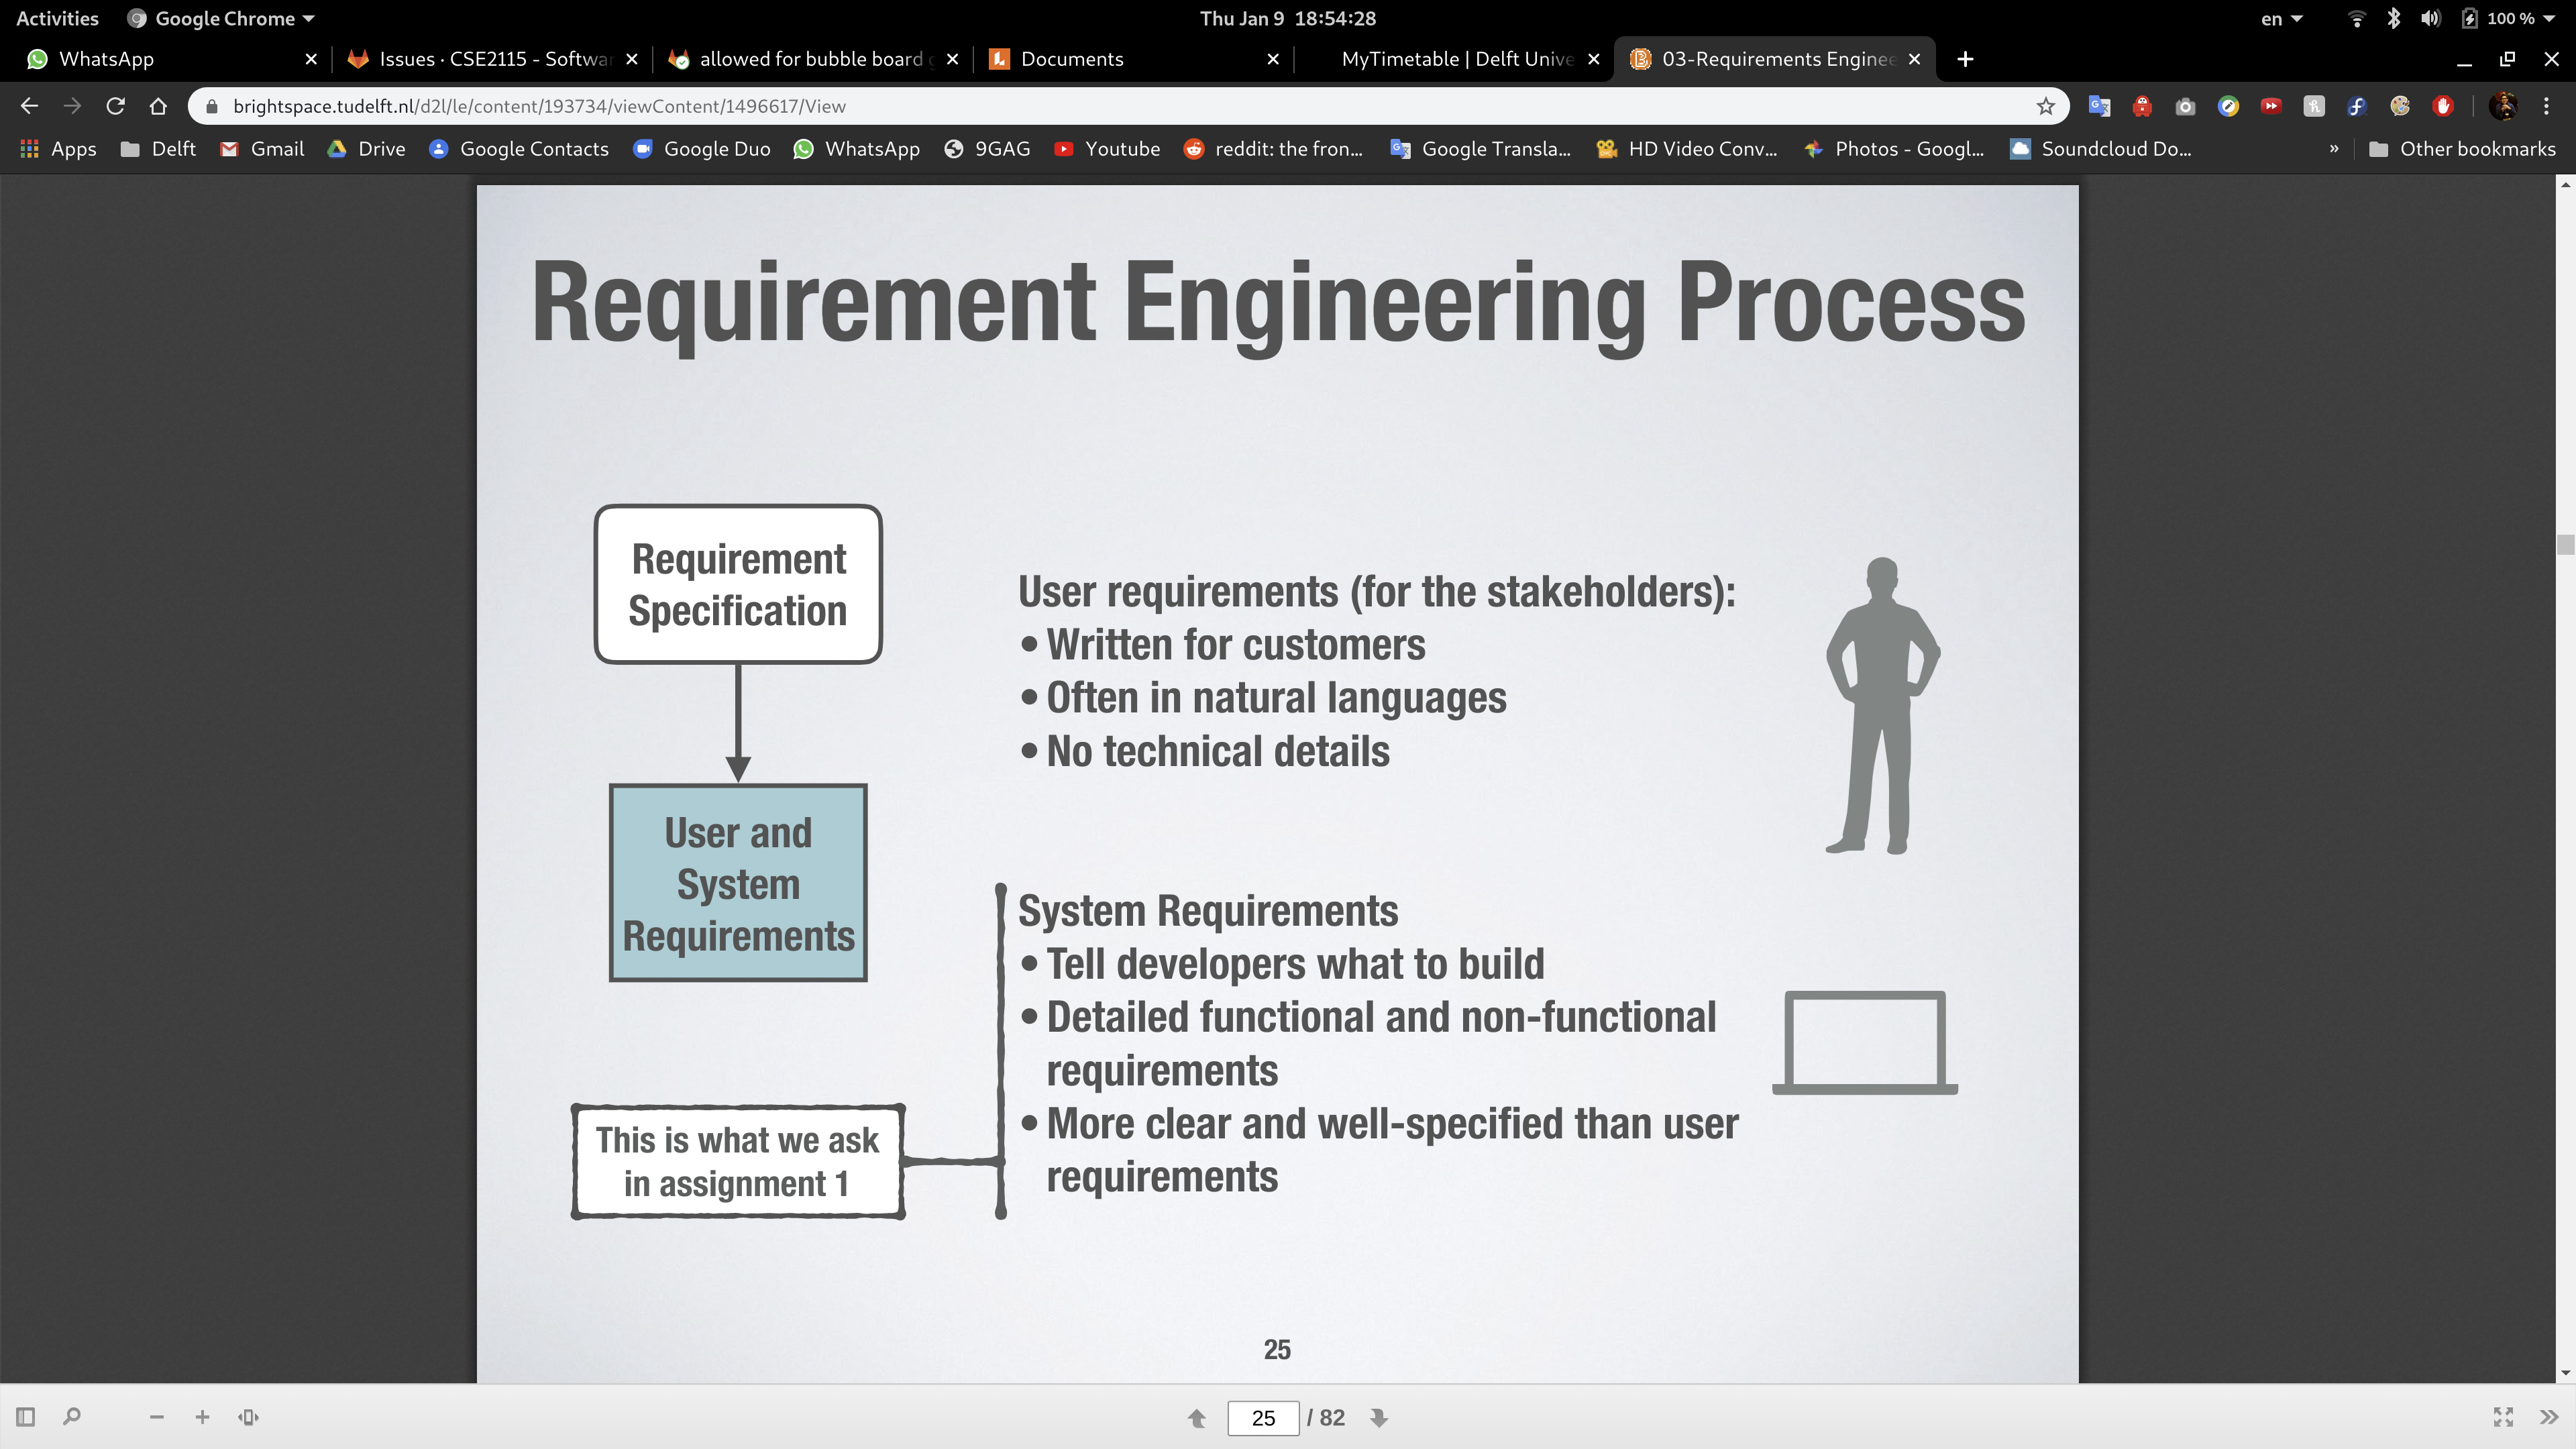 Activities Google Chrome Thu Jan 9 18:54:28 en 100 %
WhatsApp Issues · CSE2115 - Softwar allowed for bubble board Documents MyTimetable | Delft Unive 03-Requirements Enginee
brightspace.tudelft.nl/d2l/le/content/193734/viewContent/1496617/View
Apps Delft Gmail Drive Google Contacts Google Duo WhatsApp 9GAG Youtube reddit: the fron... Google Transla... HD Video Conv... Photos - Googl... Soundcloud Do... » Other bookmarks
Requirement Engineering Process
Requirement
Specification
User and
System
Requirements
This is what we ask
in assignment 1
User requirements (for the stakeholders):
• Written for customers
• Often in natural languages
• No technical details
System Requirements
• Tell developers what to build
• Detailed functional and non-functional
requirements
• More clear and well-specified than user
requirements
25
25 / 82